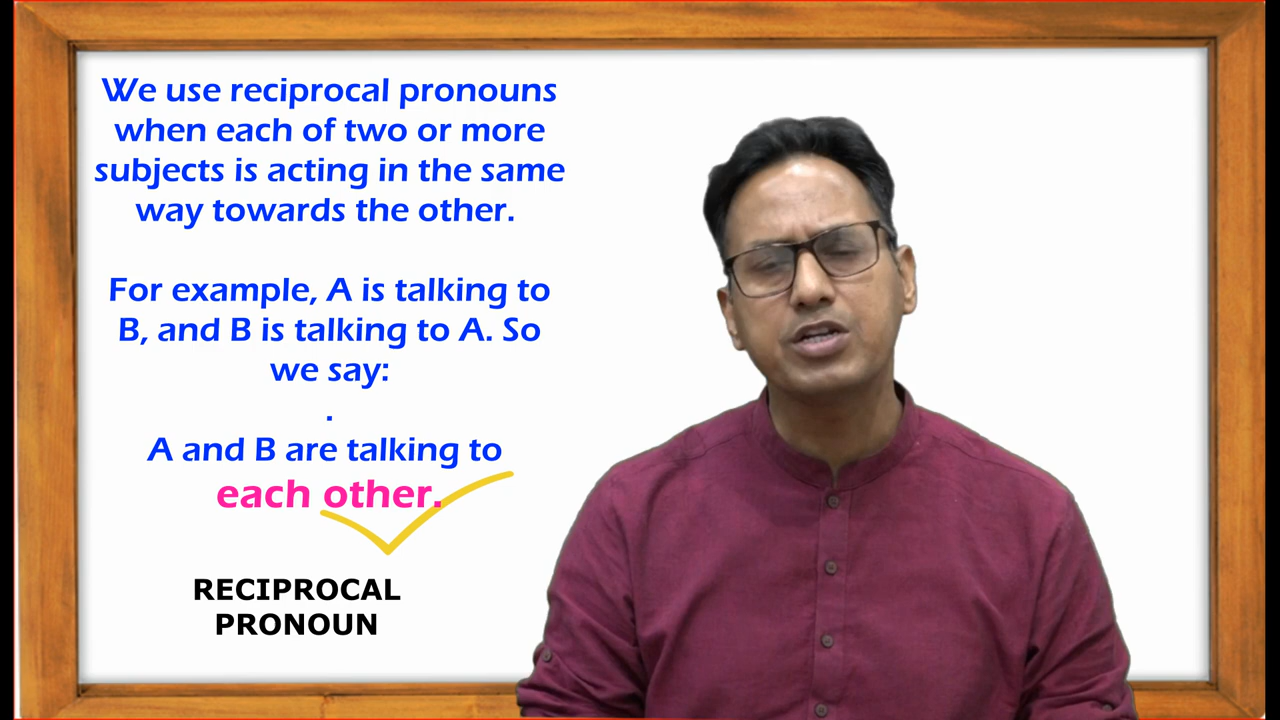 We use reciprocal pronouns
when each of two or more
subjects is acting in the same
way towards the other.
For example, A is talking to
B, and B is talking to A. So
we say:
.
A and B are talking to
each other.
RECIPROCAL
PRONOUN